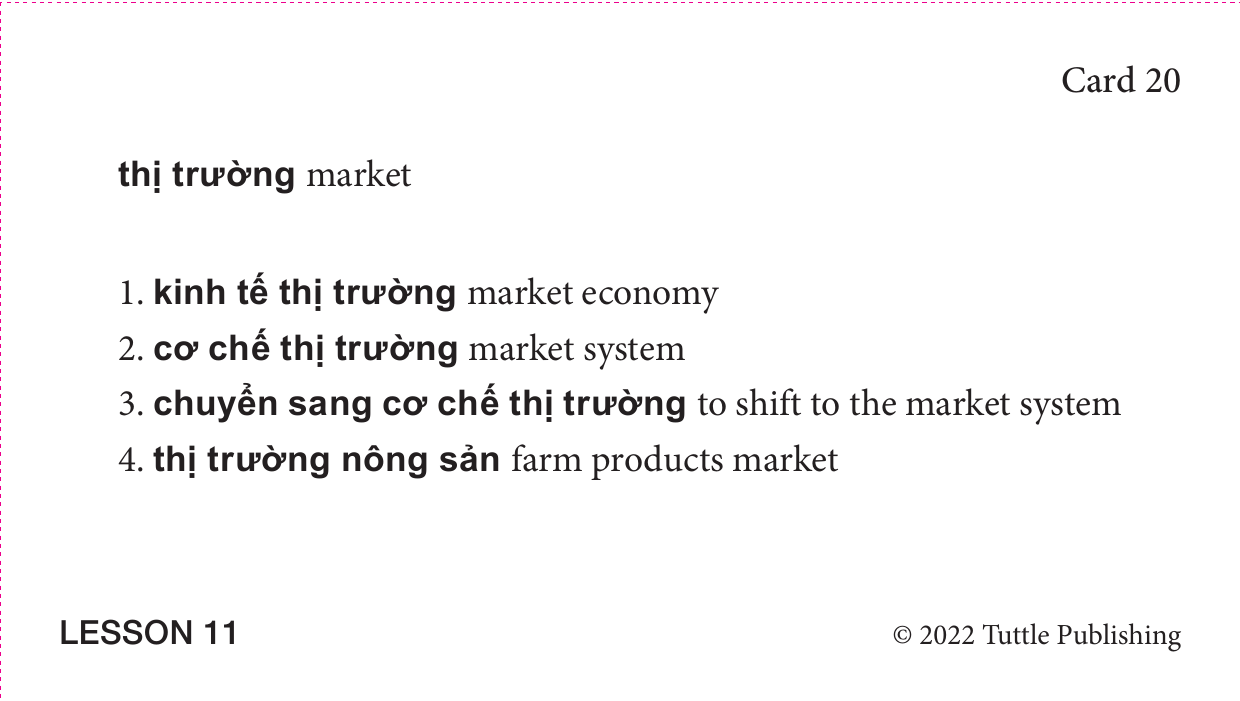 Card 20
thị trường market
1. kinh tế thị trường market economy
2. cơ chế thị trường market system
3. chuyển sang cơ chế thị trường to shift to the market system
4. thị trường nông sản farm products market
LESSON 11
© 2022 Tuttle Publishing